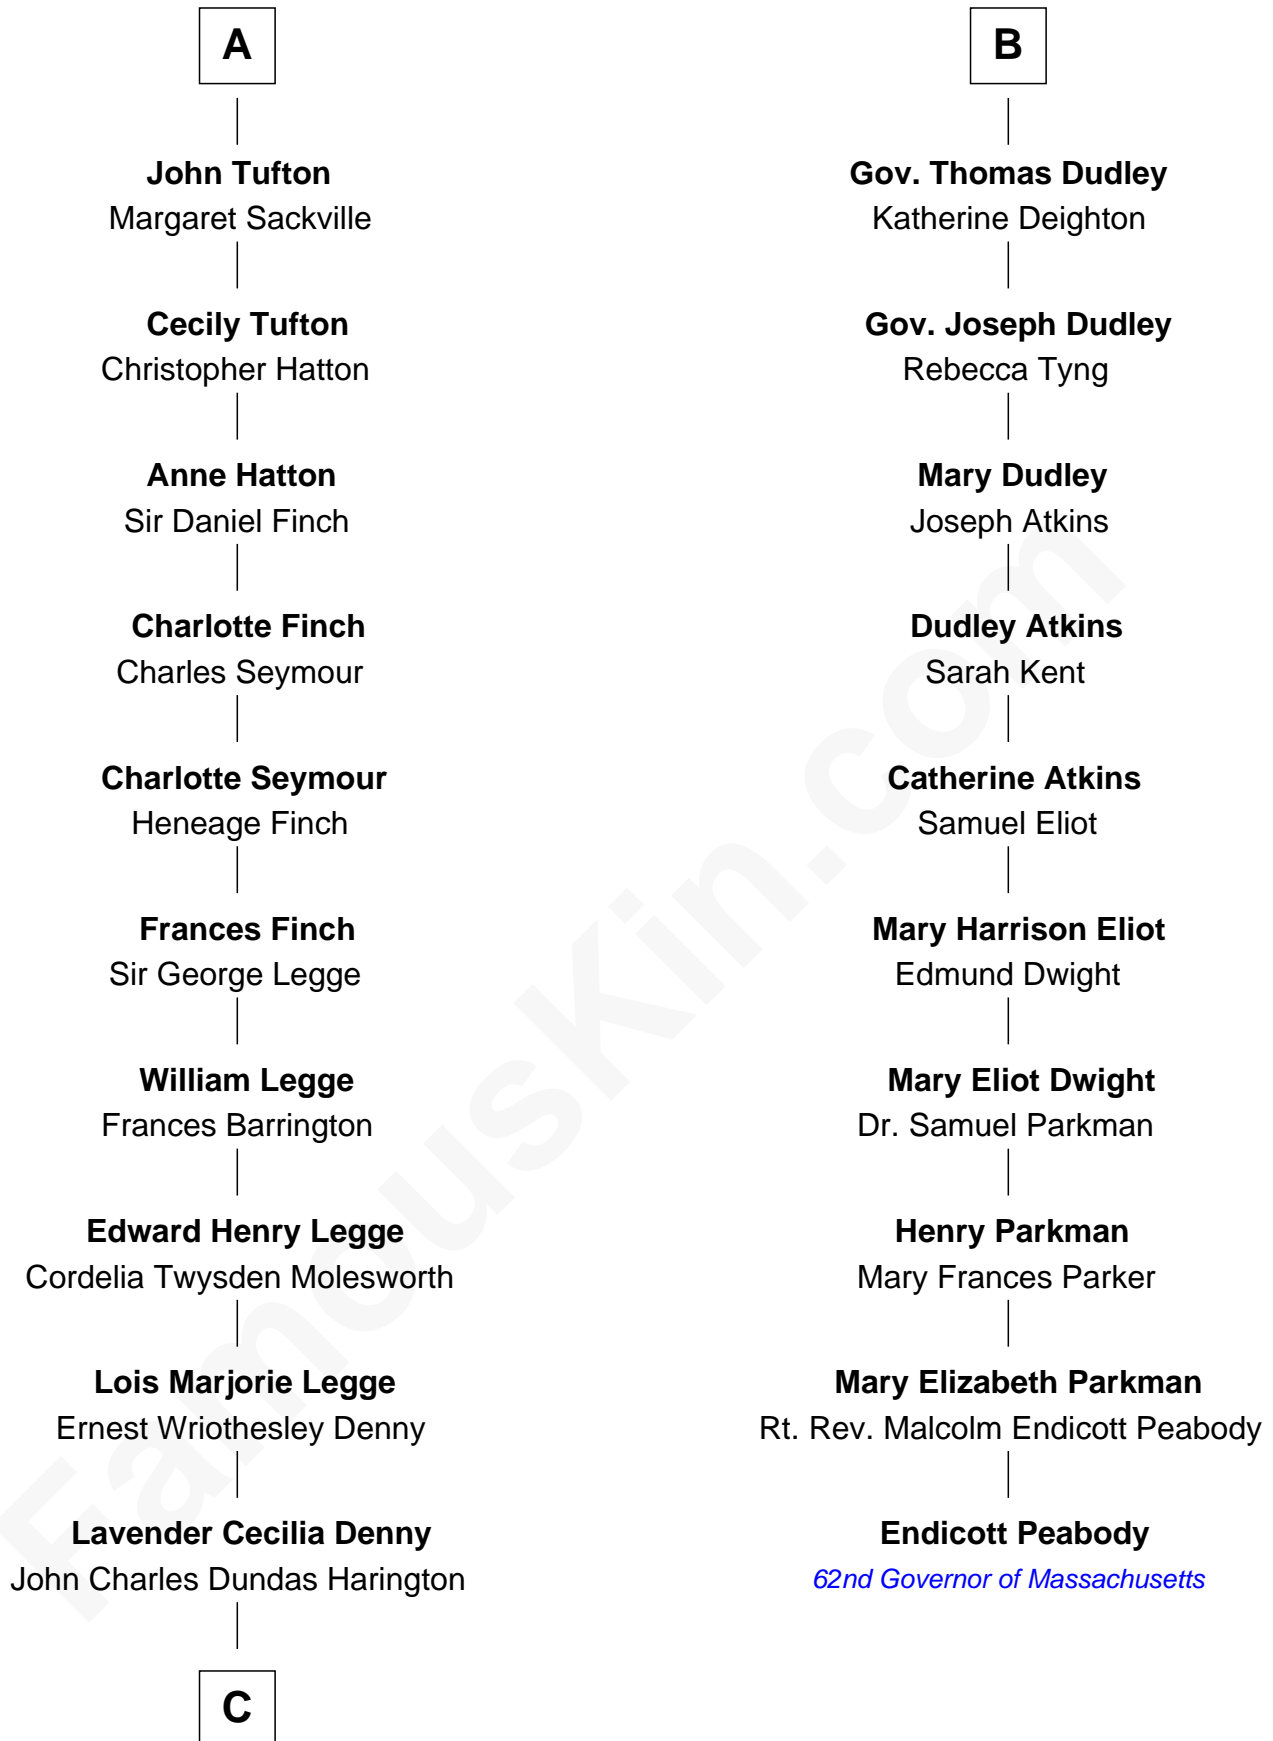 A
John Tufton
Margaret Sackville
Cecily Tufton
Christopher Hatton
Anne Hatton
Sir Daniel Finch
Charlotte Finch
Charles Seymour
Charlotte Seymour
Heneage Finch
Frances Finch
Sir George Legge
William Legge
Frances Barrington
Edward Henry Legge
Cordelia Twysden Molesworth
Lois Marjorie Legge
Ernest Wriothesley Denny
Lavender Cecilia Denny
John Charles Dundas Harington
C
B
Gov. Thomas Dudley
Katherine Deighton
Gov. Joseph Dudley
Rebecca Tyng
Mary Dudley
Joseph Atkins
Dudley Atkins
Sarah Kent
Catherine Atkins
Samuel Eliot
Mary Harrison Eliot
Edmund Dwight
Mary Eliot Dwight
Dr. Samuel Parkman
Henry Parkman
Mary Frances Parker
Mary Elizabeth Parkman
Rt. Rev. Malcolm Endicott Peabody
Endicott Peabody
62nd Governor of Massachusetts
FamousKin.com